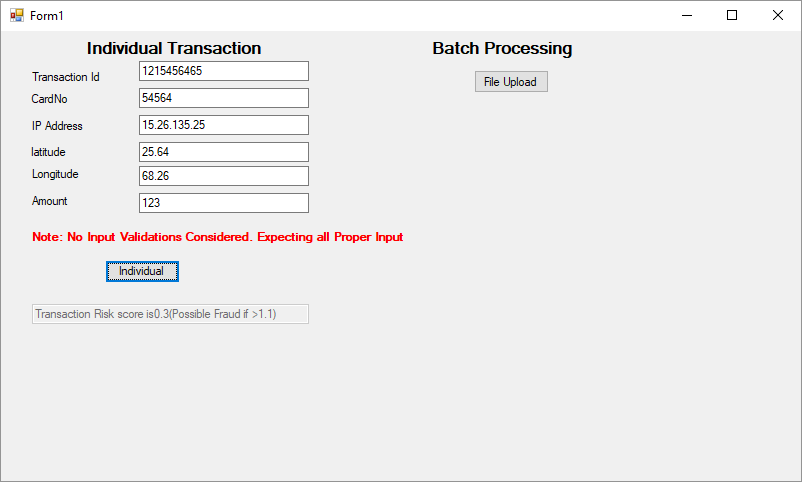 Form1
Individual Transaction
Batch Processing
Transaction Id 1215456465
File Upload
CardNo 54564
IP Address 15.26.135.25
latitude 25.64
Longitude 68.26
Amount 123
Note: No Input Validations Considered. Expecting all Proper Input
Individual
Transaction Risk score is0.3(Possible Fraud if >1.1)